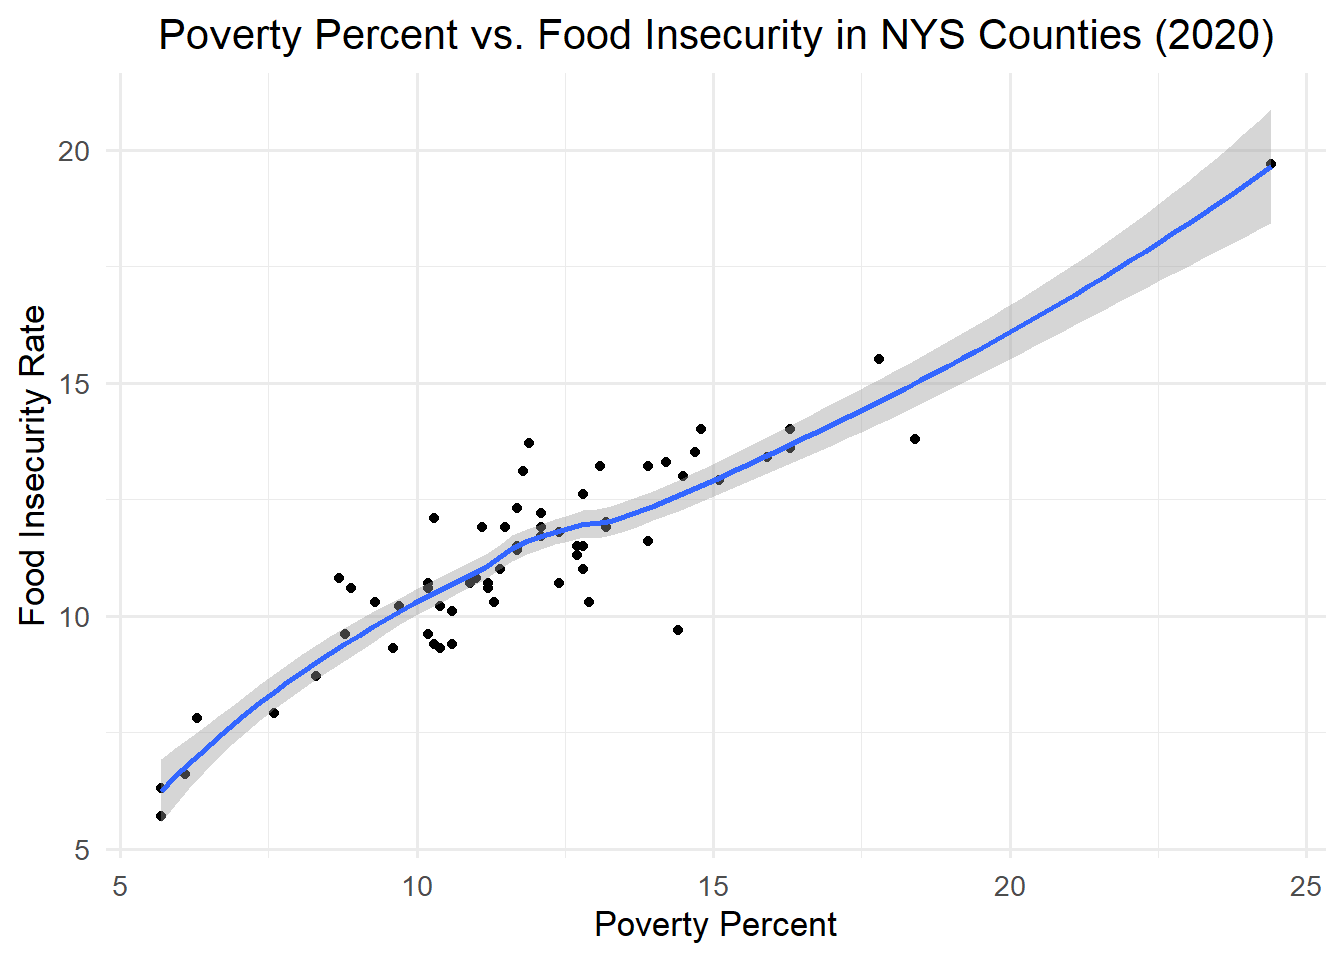 Poverty Percent vs. Food Insecurity in NYS Counties (2020)
20
15
10
5
Food Insecurity Rate
5 10 15 20 25
Poverty Percent